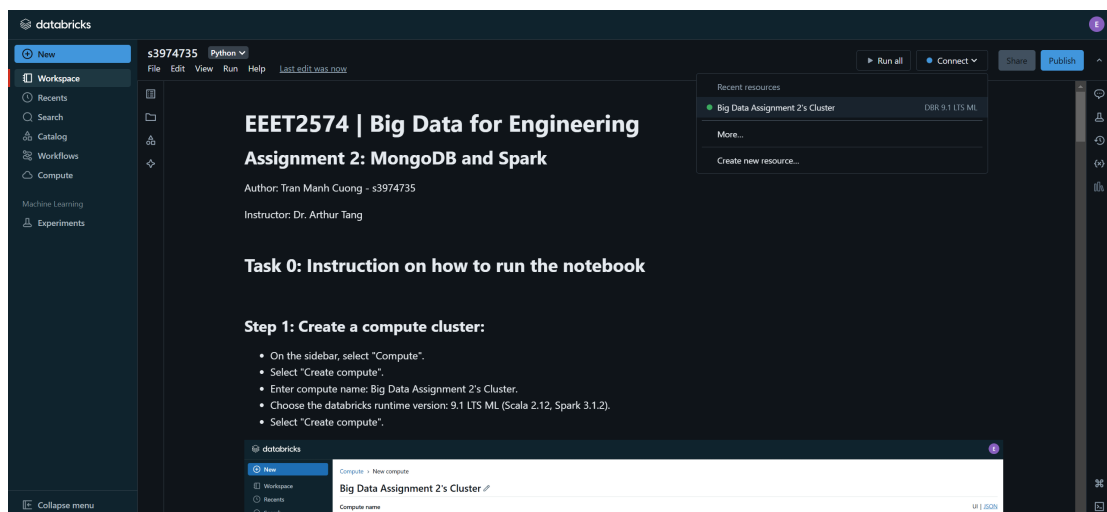 databricks
E
New
Workspace
Recents
Search
Catalog
Workflows
Compute
Machine Learning
Experiments
Collapse menu
s3974735 Python
File Edit View Run Help Last edit was now
Run all
Connect
Share
Publish
Recent resources
Big Data Assignment 2's Cluster DBR 9.1 LTS ML
More...
Create new resource...
EEET2574 | Big Data for Engineering
Assignment 2: MongoDB and Spark
Author: Tran Manh Cuong - s3974735
Instructor: Dr. Arthur Tang
Task 0: Instruction on how to run the notebook
Step 1: Create a compute cluster:
• On the sidebar, select "Compute".
• Select "Create compute".
• Enter compute name: Big Data Assignment 2's Cluster.
• Choose the databricks runtime version: 9.1 LTS ML (Scala 2.12, Spark 3.1.2).
• Select "Create compute".
databricks
E
New
Workspace
Recents
Compute > New compute
Big Data Assignment 2's Cluster
Compute name
UI | JSON